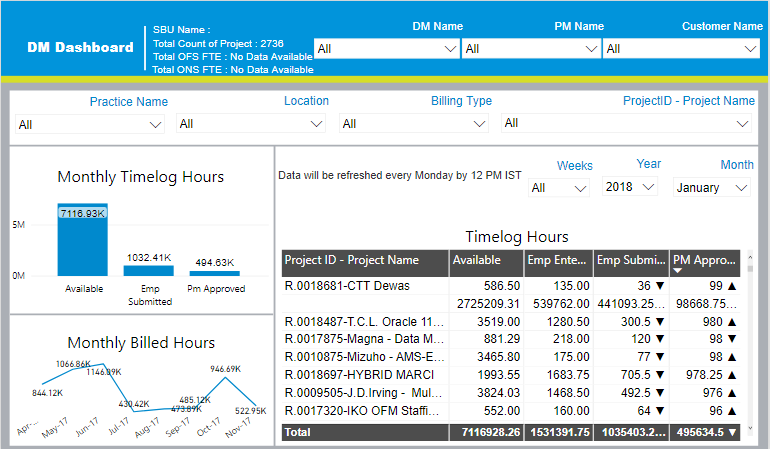 DM Dashboard
SBU Name :
Total Count of Project : 2736
Total OFS FTE : No Data Available
Total ONS FTE : No Data Available
DM Name PM Name Customer Name
All All All
Practice Name Location Billing Type ProjectID - Project Name
All All All All
Monthly Timelog Hours
5M
0M
7116.93K
1032.41K
494.63K
Available Emp Submitted Pm Approved
Monthly Billed Hours
844.12K
1066.86K
1146.89K
430.42K
473.89K
485.12K
946.69K
522.95K
Apr-... May-17 Jun-17 Jul-17 Aug-17 Sep-17 Oct-17 Nov-17
Data will be refreshed every Monday by 12 PM IST
Weeks Year Month
All 2018 January
Timelog Hours
Project ID - Project Name Available Emp Ente... Emp Submi... PM Appro...
R.0018681-CTT Dewas 586.50 135.00 36 ▼ 99 ▲
2725209.31 539762.00 441093.25... 98668.75...
R.0018487-T.C.L. Oracle 11... 3519.00 1280.50 300.5 ▼ 980 ▲
R.0017875-Magna - Data M... 881.29 218.00 120 ▼ 98 ▼
R.0010875-Mizuho - AMS-E... 3465.80 175.00 77 ▼ 98 ▲
R.0018697-HYBRID MARCI 1993.55 1683.75 705.5 ▼ 978.25 ▲
R.0009505-J.D.Irving - Mul... 3824.03 1468.50 492.5 ▼ 976 ▲
R.0017320-IKO OFM Staffin... 552.00 160.00 64 ▼ 96 ▲
Total 7116928.26 1531391.75 1035403.2... 495634.5 ▼